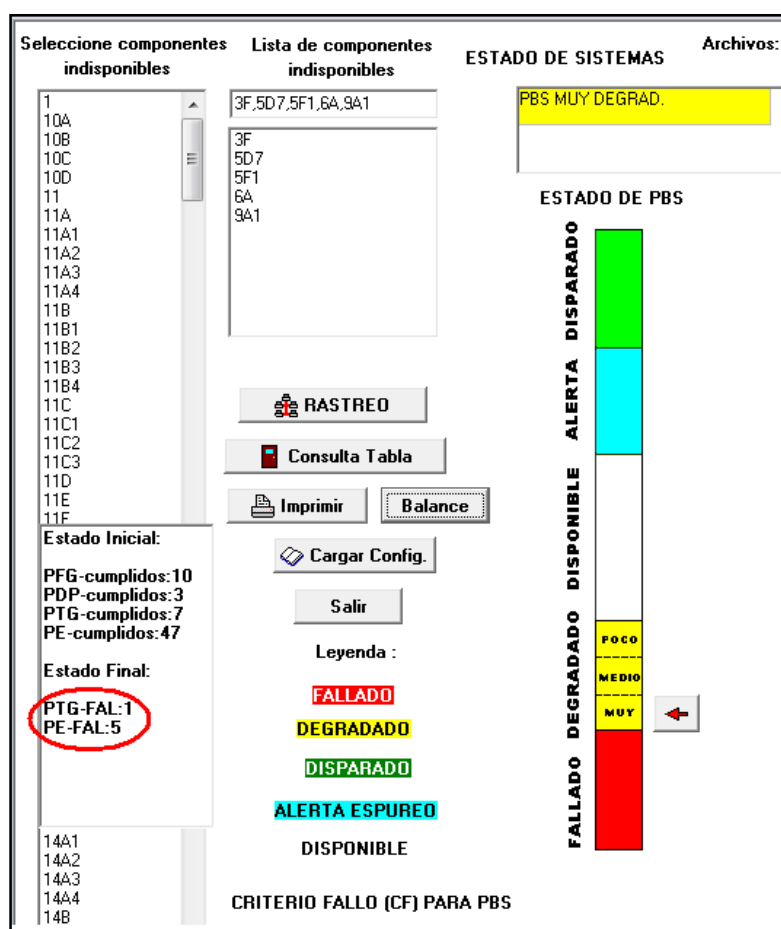 Seleccione componentes
indisponibles
1
10A
10B
10C
10D
11
11A
11A1
11A2
11A3
11A4
11B
11B1
11B2
11B3
11B4
11C
11C1
11C2
11C3
11D
11E
11F
Estado Inicial:
PFG-cumplidos:10
PDP-cumplidos:3
PTG-cumplidos:7
PE-cumplidos:47
Estado Final:
PTG-FAL:1
PE-FAL:5
14A1
14A2
14A3
14A4
14B
Lista de componentes
indisponibles
3F,5D7,5F1,6A,9A1
3F
5D7
5F1
6A
9A1
RASTREO
Consulta Tabla
Imprimir
Balance
Cargar Config.
Salir
Leyenda :
FALLADO
DEGRADADO
DISPARADO
ALERTA ESPUREO
DISPONIBLE
CRITERIO FALLO (CF) PARA PBS
ESTADO DE SISTEMAS
Archivos:
PBS MUY DEGRAD.
ESTADO DE PBS
DISPARADO
ALERTA
DISPONIBLE
DEGRADADO
POCO
MEDIO
MUY
FALLADO